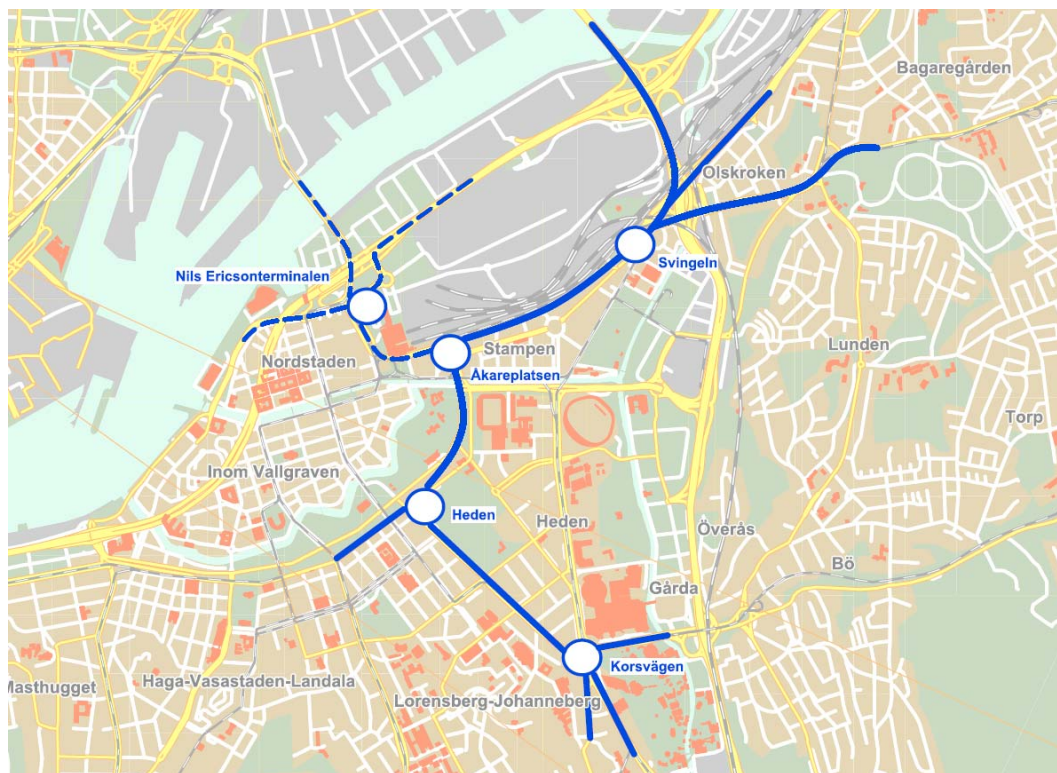 Bagaregården
Olskroken
Nils Ericsonterminalen
Svingeln
Lunden
Nordstaden
Stampen
Åkareplatsen
Torp
Inom Vallgraven
Heden
Heden
Överås
Bö
Gårda
Korsvägen
Masthugget
Haga-Vasastaden-Landala
Lorensberg-Johanneberg